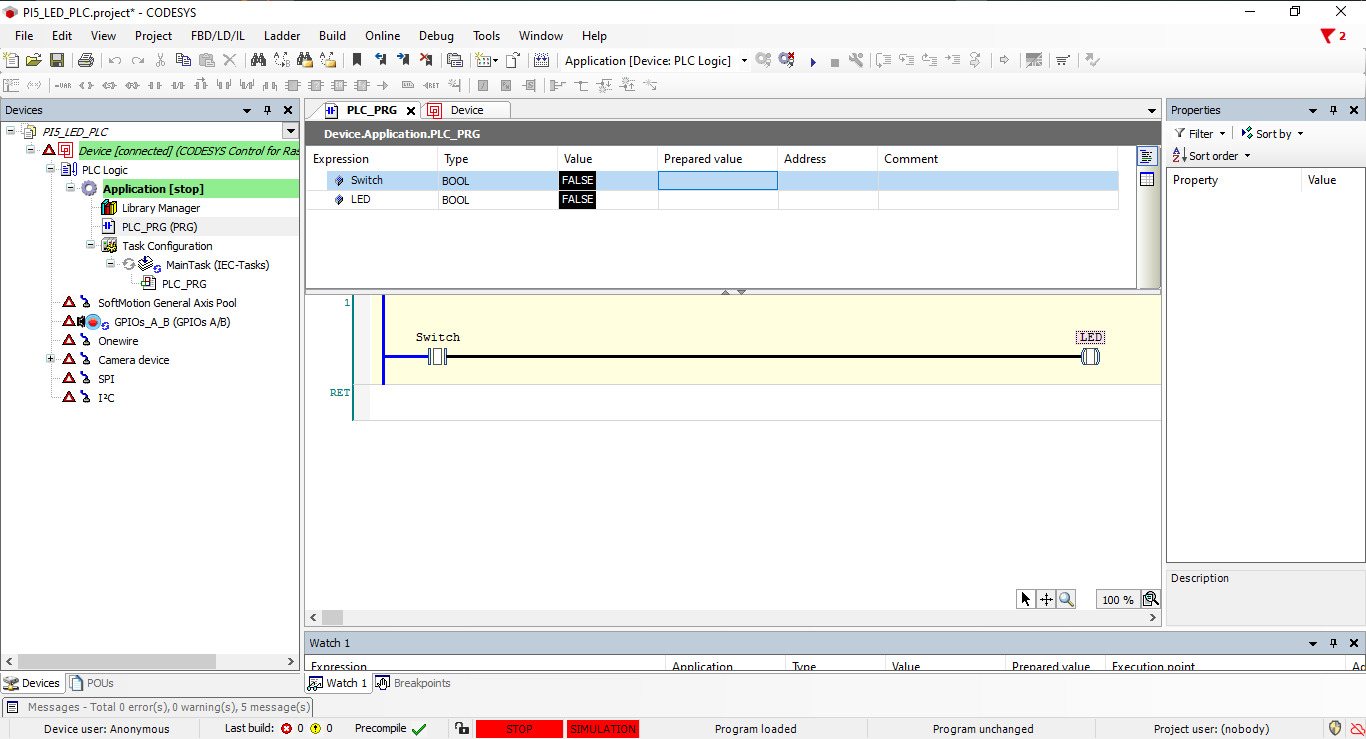 PI5_LED_PLC.project* - CODESYS
File Edit View Project FBD/LD/IL Ladder Build Online Debug Tools Window Help
2
Application [Device: PLC Logic]
Devices
PI5_LED_PLC
Device [connected] (CODESYS Control for Ras
PLC Logic
Application [stop]
Library Manager
PLC_PRG (PRG)
Task Configuration
MainTask (IEC-Tasks)
PLC_PRG
SoftMotion General Axis Pool
GPIOs_A_B (GPIOs A/B)
Onewire
Camera device
SPI
I²C
Devices POUs
PLC_PRG Device
Device.Application.PLC_PRG
Expression Type Value Prepared value Address Comment
Switch BOOL FALSE
LED BOOL FALSE
1
Switch LED
RET
100 %
Properties
Filter Sort by
Sort order
Property Value
Description
Watch 1
Expression Application Type Value Prepared value Execution point Ad
Watch 1 Breakpoints
Messages - Total 0 error(s), 0 warning(s), 5 message(s)
Device user: Anonymous Last build: 0 0 Precompile STOP SIMULATION Program loaded Program unchanged Project user: (nobody)